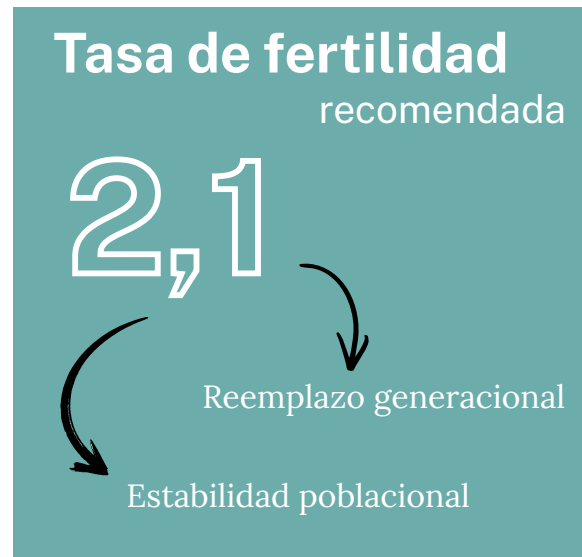 Tasa de fertilidad
recomendada
2,1
Reemplazo generacional
Estabilidad poblacional